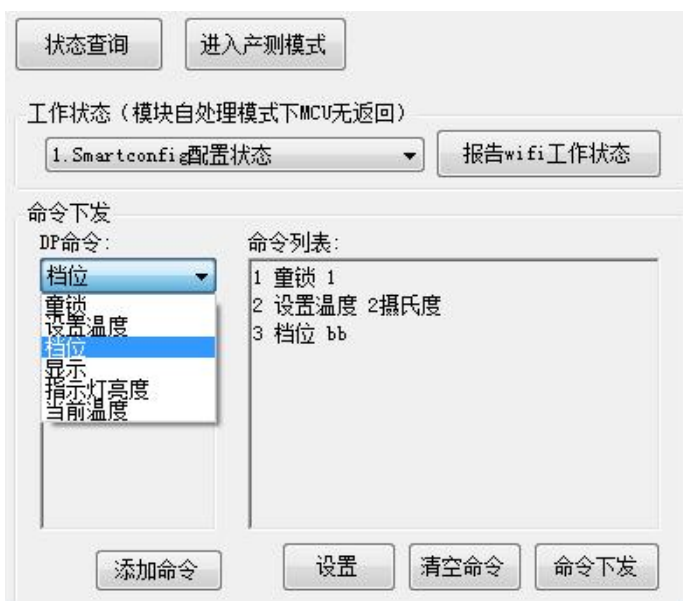 状态查询
进入产测模式
工作状态（模块自处理模式下MCU无返回）
1.Smartconfig配置状态
报告wifi工作状态
命令下发
DP命令:
命令列表:
档位
童锁
设置温度
档位
显示
指示灯亮度
当前温度
1 童锁 1
2 设置温度 2摄氏度
3 档位 bb
添加命令
设置
清空命令
命令下发